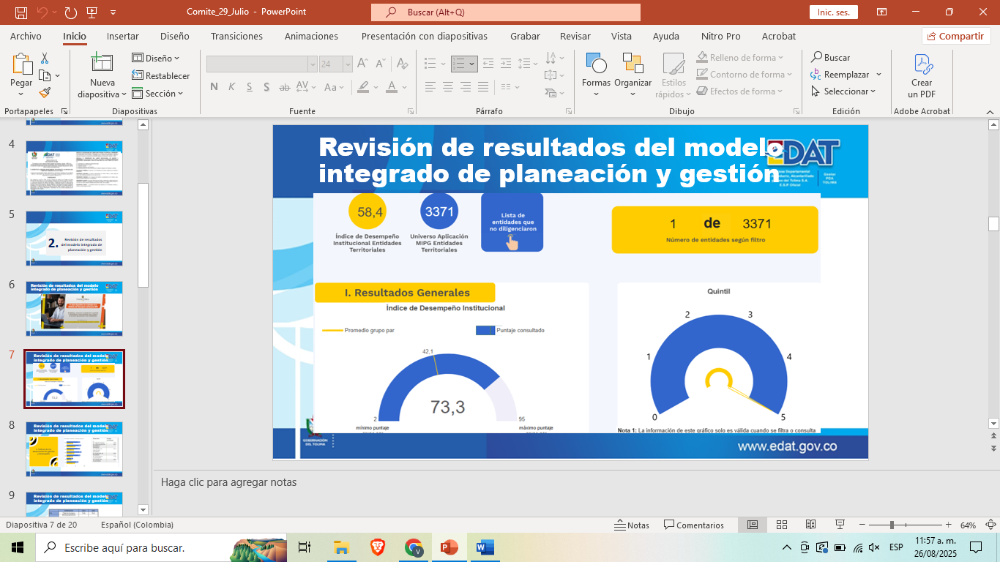 Comite_29_Julio - PowerPoint
Buscar (Alt+Q)
Inic. ses.
Archivo Inicio Insertar Diseño Transiciones Animaciones Presentación con diapositivas Grabar Revisar Vista Ayuda Nitro Pro Acrobat
Compartir
Pegar
Nueva
diapositiva
Diseño
Restablecer
Sección
24
N K S S ab AV Aa A
Formas Organizar Estilos
rápidos
Relleno de forma
Contorno de forma
Efectos de forma
Buscar
Reemplazar
Seleccionar
Crear
un PDF
Portapapeles Diapositivas Fuente Párrafo Dibujo Edición Adobe Acrobat
4
5
2.
Revisión de resultados
del modelo integrado de
planeación y gestión
6
Revisión de resultados del modelo
integrado de planeación y gestión
7
Revisión de resultados del modelo
integrado de planeación y gestión
8
Revisión de resultados del modelo
integrado de planeación y gestión
9
Revisión de resultados del modelo
integrado de planeación y gestión
Revisión de resultados del modelo
integrado de planeación y gestión
EDAT
Gestor
PDA
TOLIMA
58,4
Índice de Desempeño
Institucional Entidades
Territoriales
3371
Universo Aplicación
MIPG Entidades
Territoriales
Lista de
entidades que
no diligenciaron
1 de 3371
Número de entidades según filtro
I. Resultados Generales
Índice de Desempeño Institucional
Promedio grupo par
Puntaje consultado
42,1
73,3
2
95
mínimo puntaje
máximo puntaje
Quintil
0
1
2
3
4
5
Nota 1: La información de este gráfico solo es válida cuando se filtra o consulta
GOBERNACIÓN
DEL TOLIMA
www.edat.gov.co
Haga clic para agregar notas
Diapositiva 7 de 20
Español (Colombia)
Notas
Comentarios
64%
Escribe aquí para buscar.
ESP
11:57 a. m.
26/08/2025